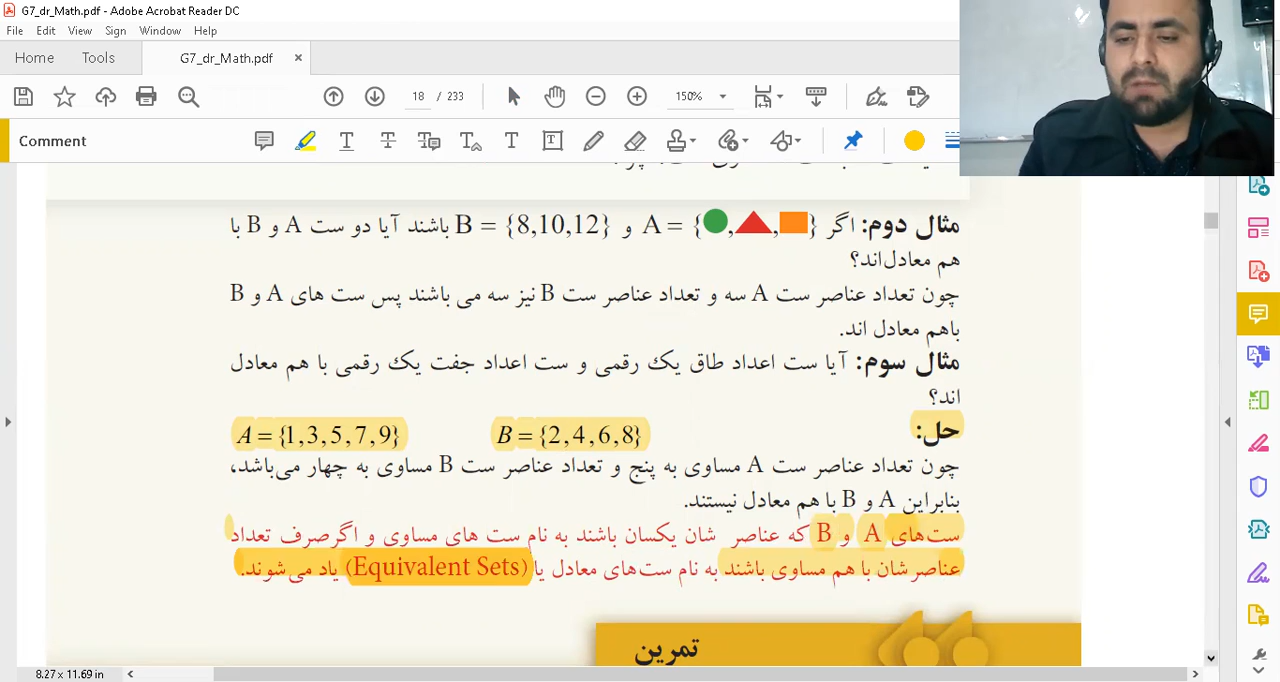 G7_dr_Math.pdf - Adobe Acrobat Reader DC
File Edit View Sign Window Help
Home Tools G7_dr_Math.pdf ×
18 / 233 150%
Comment
مثال دوم: اگر A = { , , } و B = {8,10,12} باشند آیا دو ست A و B با
هم معادل‌اند؟
چون تعداد عناصر ست A سه و تعداد عناصر ست B نیز سه می باشند پس ست های A و B
باهم معادل اند.
مثال سوم: آیا ست اعداد طاق یک رقمی و ست اعداد جفت یک رقمی با هم معادل
اند؟
حل:
A = {1,3,5,7,9} B = {2,4,6,8}
چون تعداد عناصر ست A مساوی به پنج و تعداد عناصر ست B مساوی به چهار می‌باشد،
بنابراین A و B با هم معادل نیستند.
ست‌های A و B که عناصر شان یکسان باشند به نام ست های مساوی و اگرصرف تعداد
عناصرشان با هم مساوی باشند به نام ست‌های معادل یا (Equivalent Sets) یاد می‌شوند.
تمرین
8.27 x 11.69 in